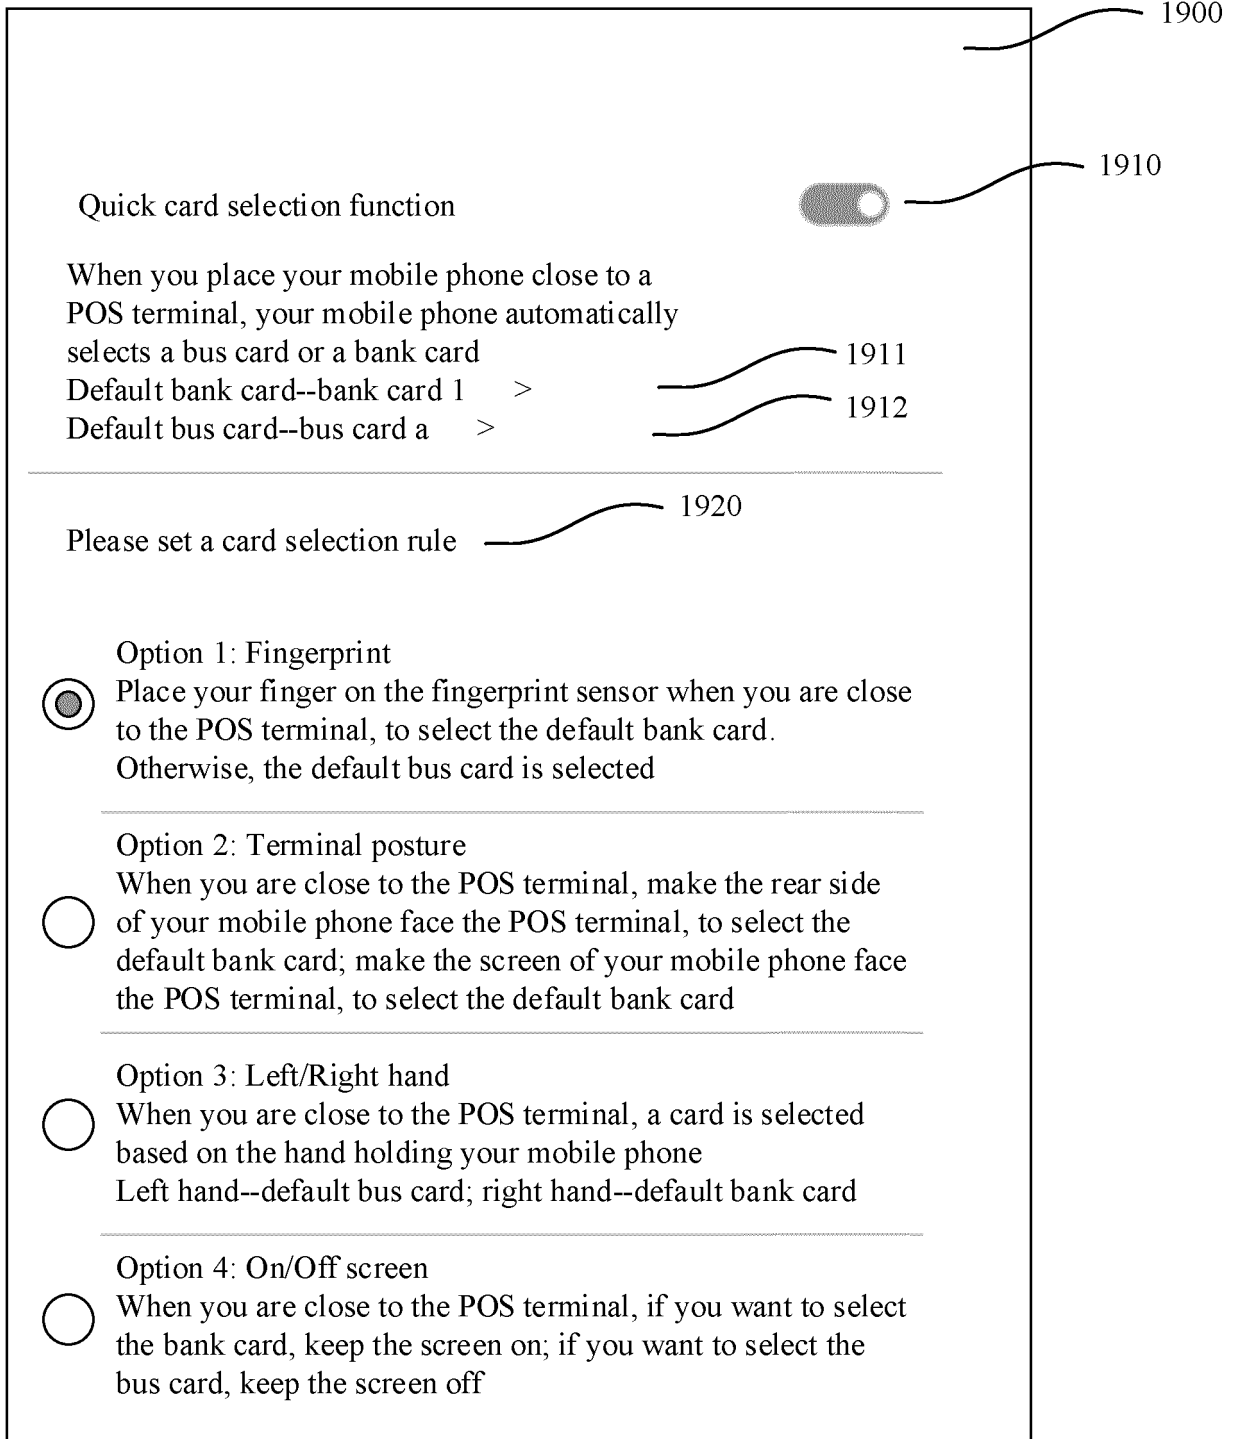 1900
1910
Quick card selection function
When you place your mobile phone close to a
POS terminal, your mobile phone automatically
selects a bus card or a bank card
1911
Default bank card--bank card 1 >
1912
Default bus card--bus card a >
1920
Please set a card selection rule
Option 1: Fingerprint
Place your finger on the fingerprint sensor when you are close
to the POS terminal, to select the default bank card.
Otherwise, the default bus card is selected
Option 2: Terminal posture
When you are close to the POS terminal, make the rear side
of your mobile phone face the POS terminal, to select the
default bank card; make the screen of your mobile phone face
the POS terminal, to select the default bank card
Option 3: Left/Right hand
When you are close to the POS terminal, a card is selected
based on the hand holding your mobile phone
Left hand--default bus card; right hand--default bank card
Option 4: On/Off screen
When you are close to the POS terminal, if you want to select
the bank card, keep the screen on; if you want to select the
bus card, keep the screen off